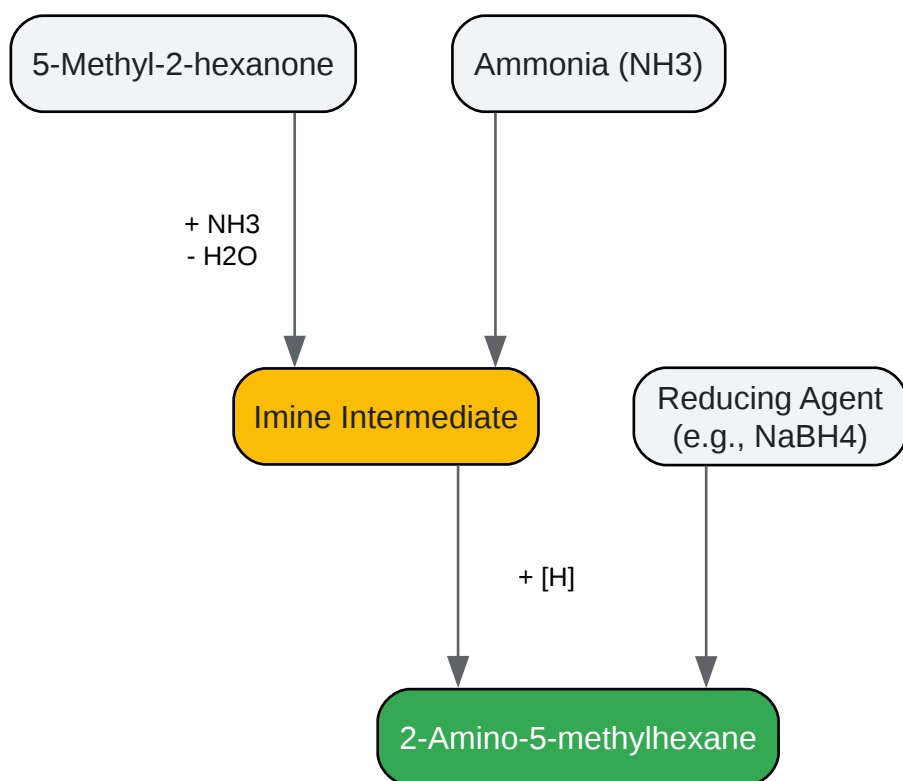 5-Methyl-2-hexanone
Ammonia (NH3)
+ NH3
- H2O
Imine Intermediate
Reducing Agent
(e.g., NaBH4)
+ [H]
2-Amino-5-methylhexane